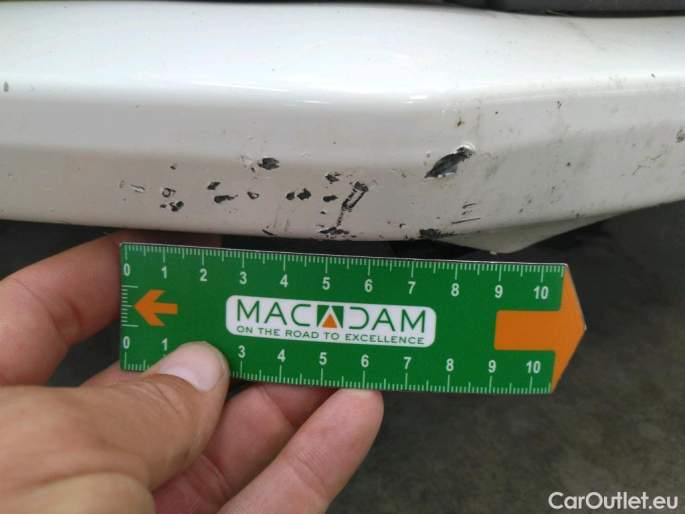 0 1 2 3 4 5 6 7 8 9 10
MACADAM
ON THE ROAD TO EXCELLENCE
0 1 3 4 5 6 7 8 9 10
CarOutlet.eu